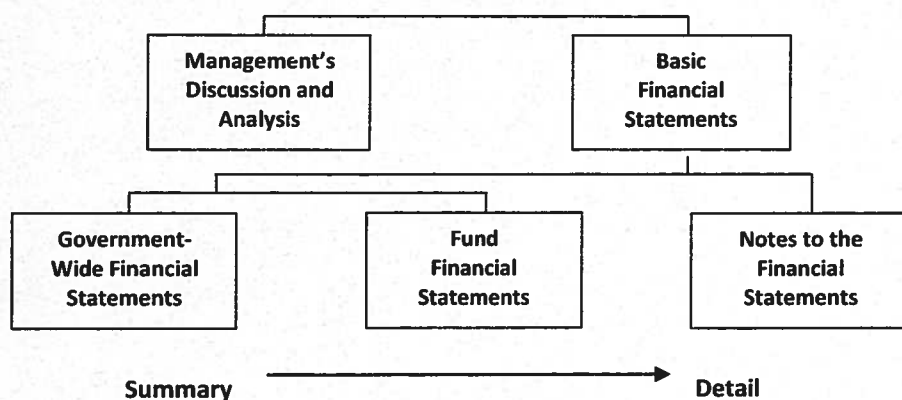 Management's
Discussion and
Analysis
Basic
Financial
Statements
Government-
Wide Financial
Statements
Fund
Financial
Statements
Notes to the
Financial
Statements
Summary
Detail